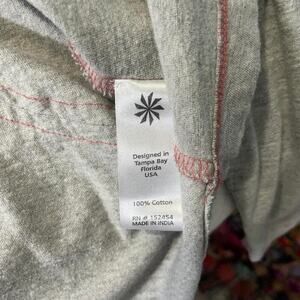 Designed in
Tampa Bay
Florida
USA
100% Cotton
RN # 152454
MADE IN INDIA